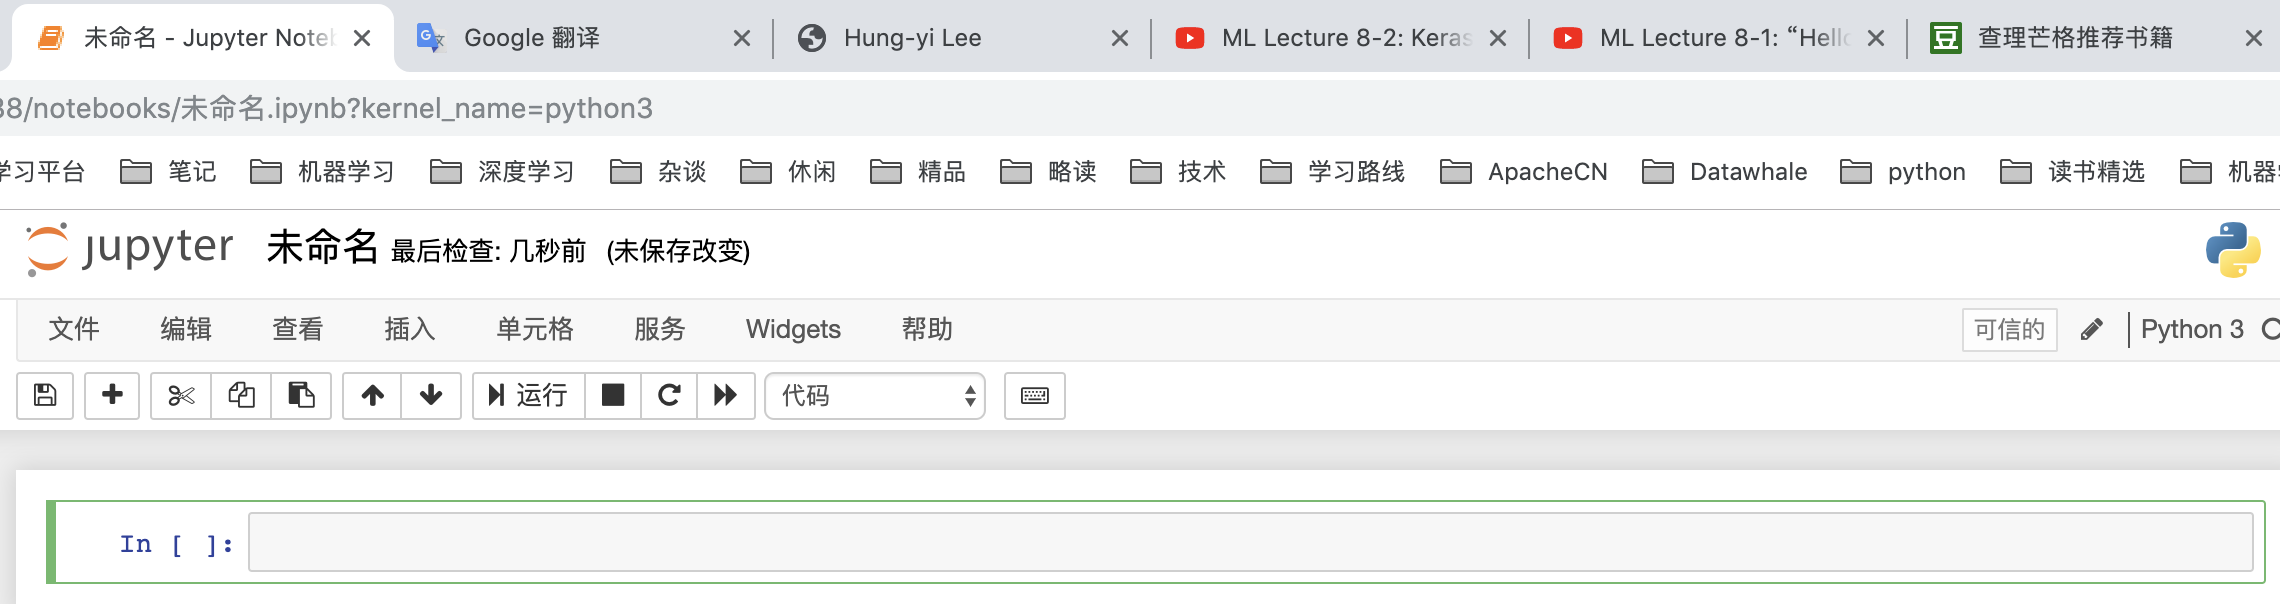 未命名 - Jupyter Note
Google 翻译
Hung-yi Lee
ML Lecture 8-2: Keras
ML Lecture 8-1: “Hello
查理芒格推荐书籍
38/notebooks/未命名.ipynb?kernel_name=python3
学习平台 笔记 机器学习 深度学习 杂谈 休闲 精品 略读 技术 学习路线 ApacheCN Datawhale python 读书精选 机器
jupyter 未命名 最后检查: 几秒前 (未保存改变)
文件 编辑 查看 插入 单元格 服务 Widgets 帮助 可信的 Python 3
运行 代码
In [ ]: